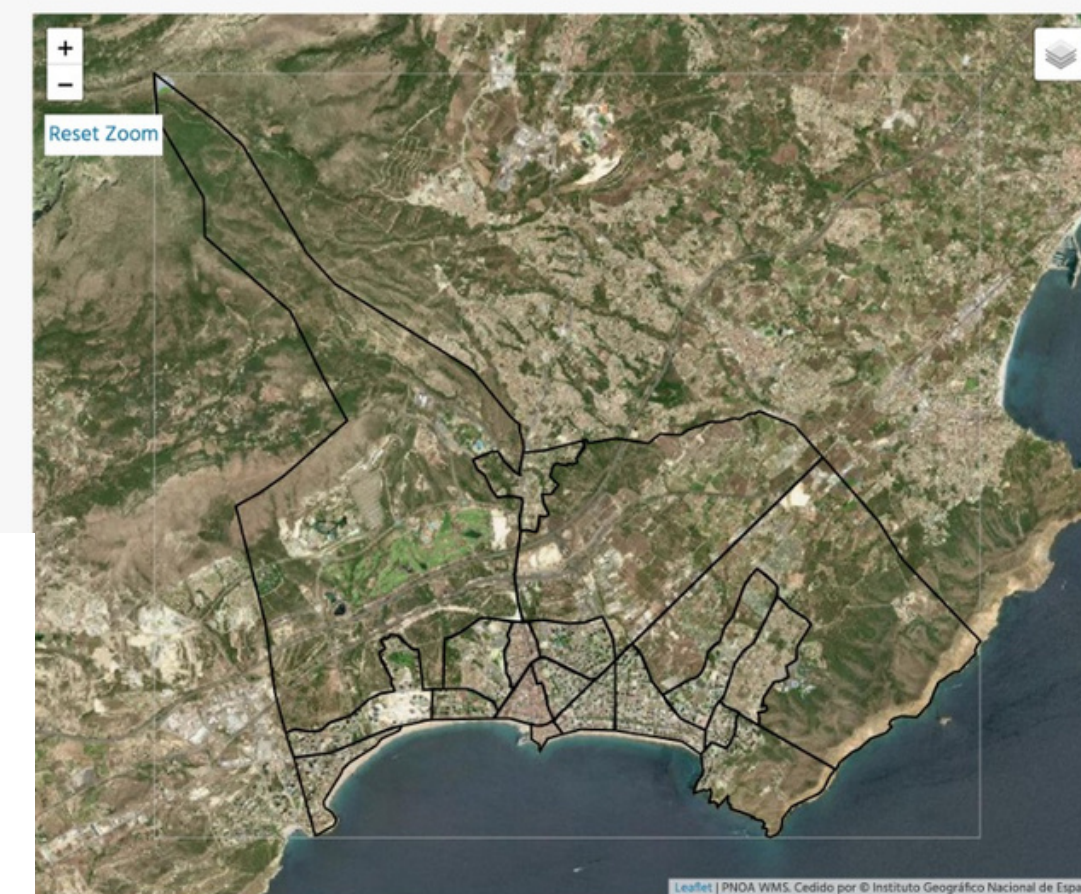 +
−
Reset Zoom
Leaflet | PNOA WMS. Cedido por © Instituto Geográfico Nacional de Espa